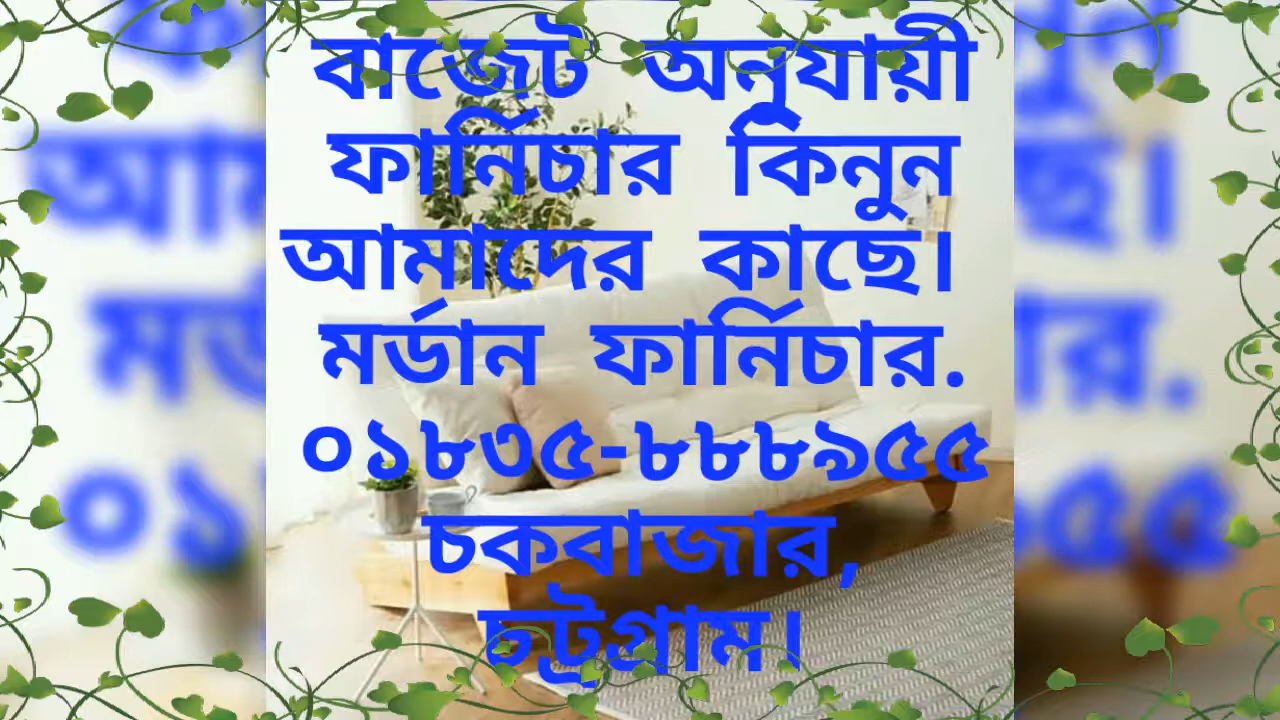 বাজেট অনুযায়ী
ফার্নিচার কিনুন
আমাদের কাছে।
মর্ডান ফার্নিচার.
০১৮৩৫-৮৮৮৯৫৫
চকবাজার,
চট্টগ্রাম।